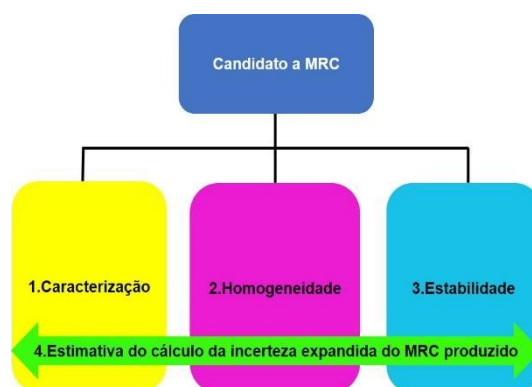 Candidato a MRC
1.Caracterização
2.Homogeneidade
3.Estabilidade
4.Estimativa do cálculo da incerteza expandida do MRC produzido